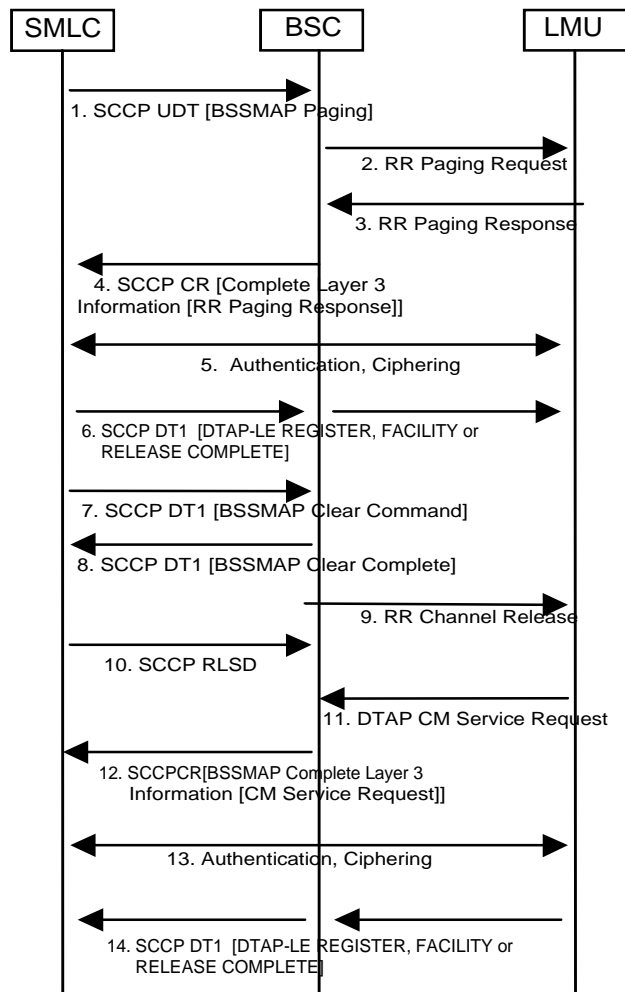 SMLC BSC LMU
1. SCCP UDT [BSSMAP Paging]
2. RR Paging Request
3. RR Paging Response
4. SCCP CR [Complete Layer 3
Information [RR Paging Response]]
5. Authentication, Ciphering
6. SCCP DT1 [DTAP-LE REGISTER, FACILITY or
RELEASE COMPLETE]
7. SCCP DT1 [BSSMAP Clear Command]
8. SCCP DT1 [BSSMAP Clear Complete]
9. RR Channel Release
10. SCCP RLSD
11. DTAP CM Service Request
12. SCCPCR[BSSMAP Complete Layer 3
Information [CM Service Request]]
13. Authentication, Ciphering
14. SCCP DT1 [DTAP-LE REGISTER, FACILITY or
RELEASE COMPLETE]